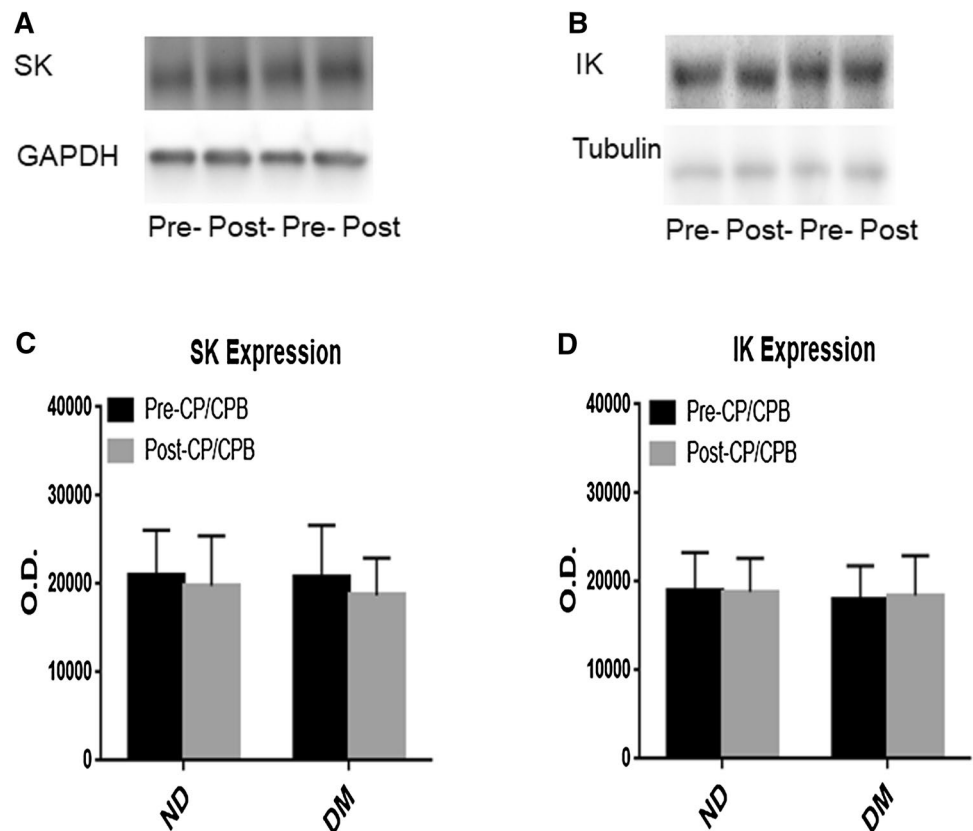 A
SK
GAPDH
Pre- Post- Pre- Post
B
IK
Tubulin
Pre- Post- Pre- Post
C
SK Expression
Pre-CP/CPB
Post-CP/CPB
O.D.
40000
30000
20000
10000
0
ND
DM
D
IK Expression
Pre-CP/CPB
Post-CP/CPB
O.D.
40000
30000
20000
10000
0
ND
DM